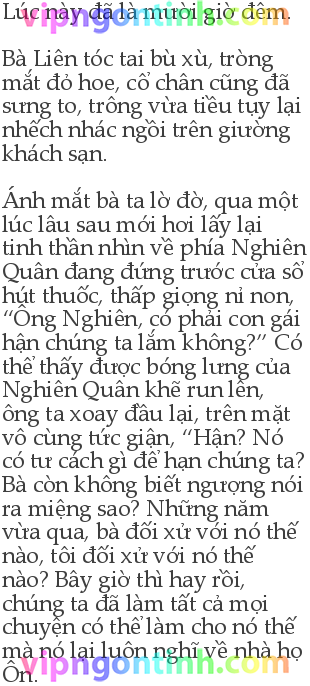 Lúc này đã là mười giờ đêm.
Bà Liên tóc tai bù xù, tròng
mắt đỏ hoe, cổ chân cũng đã
sưng to, trông vừa tiều tụy lại
nhếch nhác ngồi trên giường
khách sạn.
Ánh mắt bà ta lờ đờ, qua một
lúc lâu sau mới hơi lấy lại
tinh thần nhìn về phía Nghiên
Quân đang đứng trước cửa sổ
hút thuốc, thấp giọng nỉ non,
“Ông Nghiên, có phải con gái
hận chúng ta lắm không?” Có
thể thấy được bóng lưng của
Nghiên Quân khẽ run lên,
ông ta xoay đầu lại, trên mặt
vô cùng tức giận, “Hận? Nó
có tư cách gì để hạn chúng ta?
Bà còn không biết ngượng nói
ra miệng sao? Những năm
vừa qua, bà đối xử với nó thế
nào, tôi đối xử với nó thế
nào? Bây giờ thì hay rồi,
chúng ta đã làm tất cả mọi
chuyện có thể làm cho nó thế
mà nó lại luôn nghĩ về nhà họ
Ôn.
vipngontinh.com
vipngontinh.com